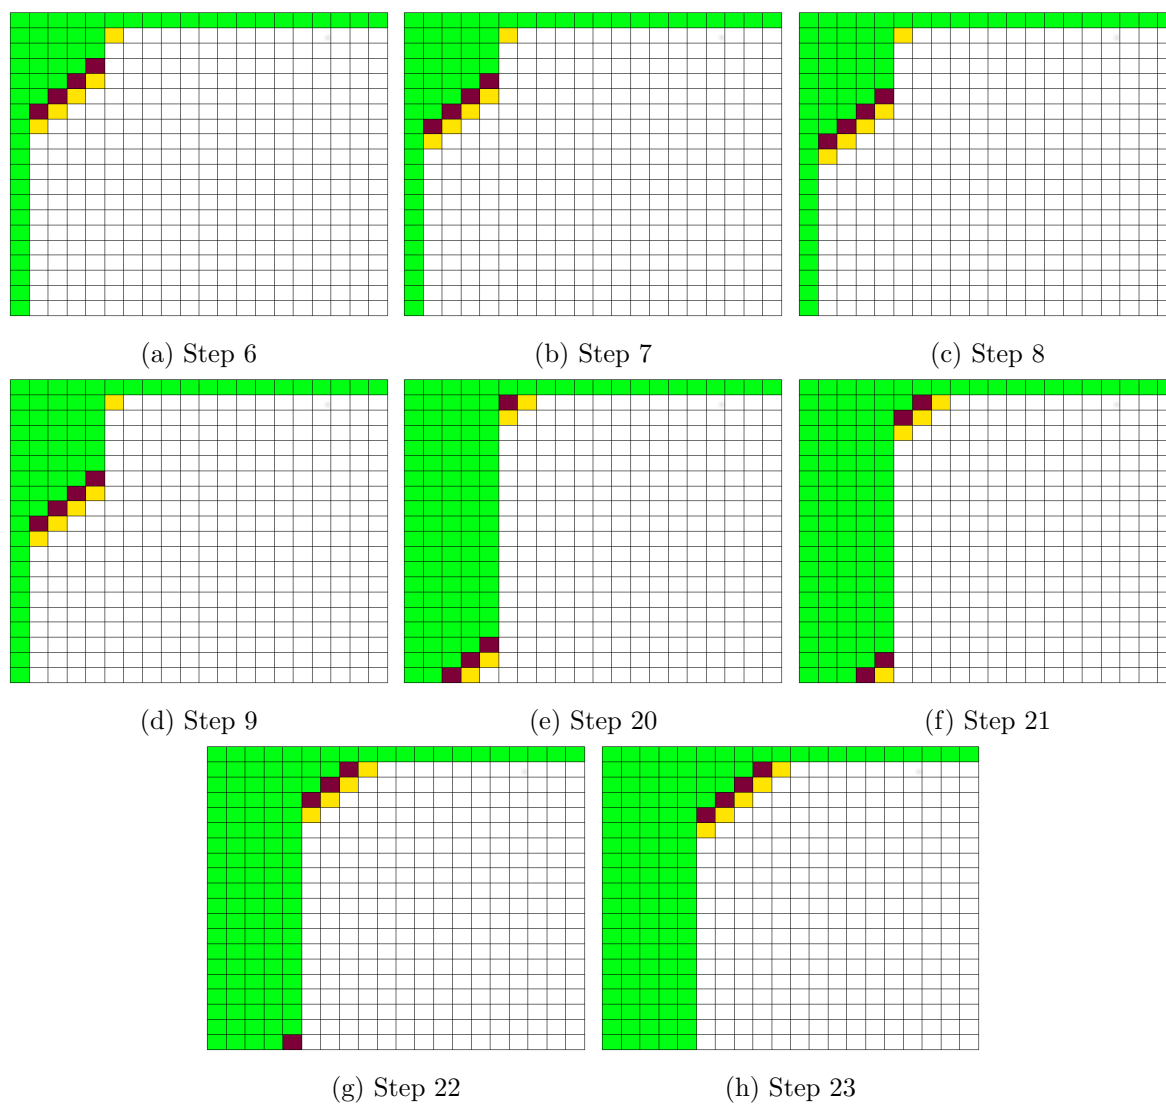 (a) Step 6
(b) Step 7
(c) Step 8
(d) Step 9
(e) Step 20
(f) Step 21
(g) Step 22
(h) Step 23